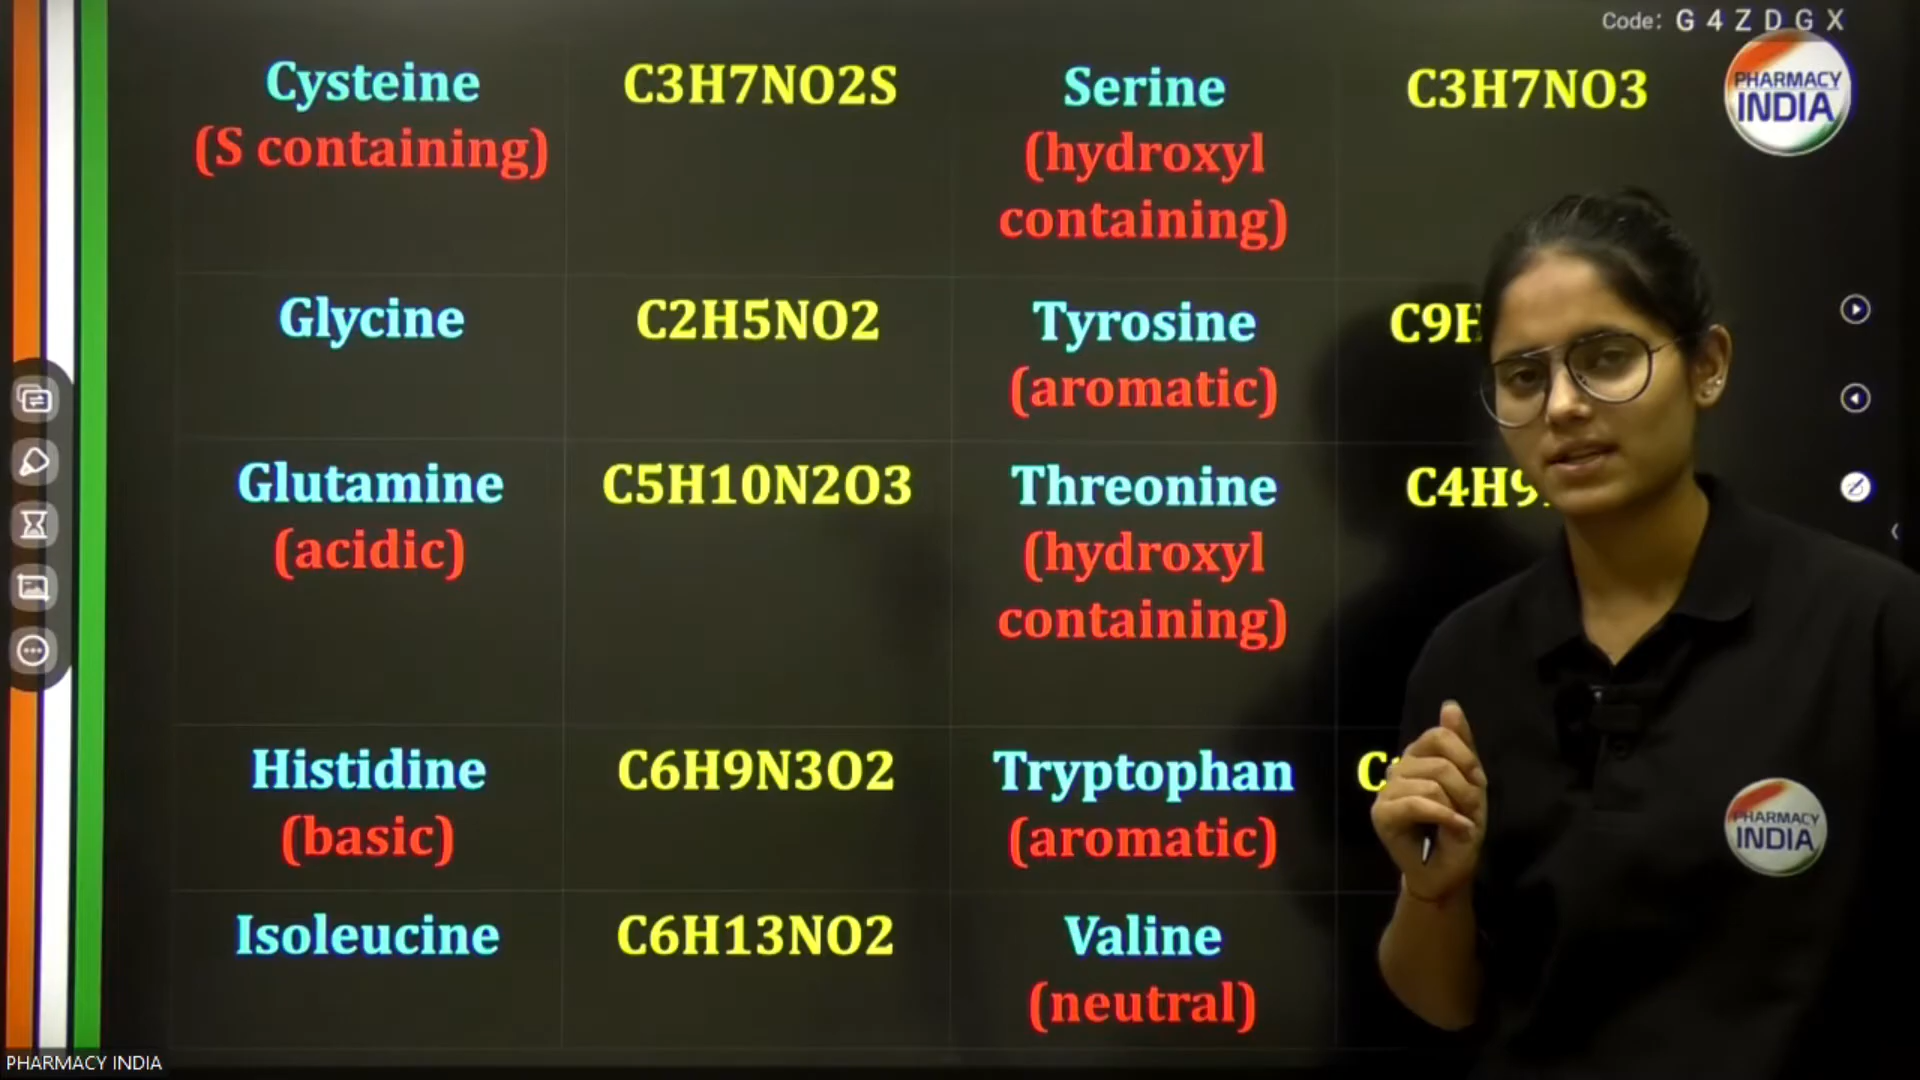 Code: G 4 Z D G X
PHARMACY
INDIA
Cysteine
(S containing)
C3H7NO2S
Serine
(hydroxyl
containing)
C3H7NO3
Glycine
C2H5NO2
Tyrosine
(aromatic)
C9H
Glutamine
(acidic)
C5H10N2O3
Threonine
(hydroxyl
containing)
C4H9
Histidine
(basic)
C6H9N3O2
Tryptophan
(aromatic)
C
Isoleucine
C6H13NO2
Valine
(neutral)
PHARMACY
INDIA
PHARMACY INDIA